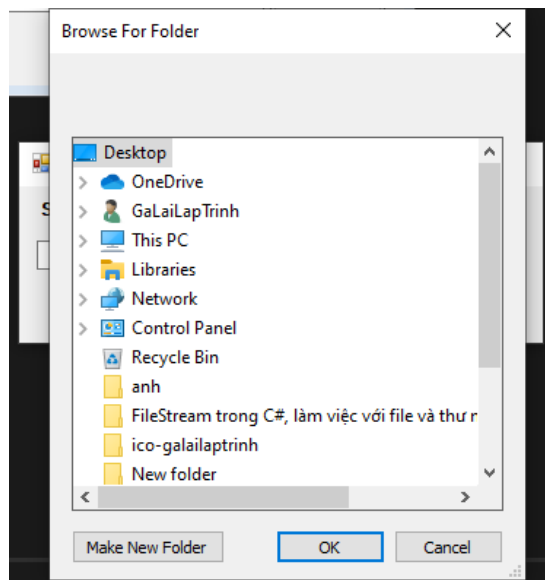 Browse For Folder
Desktop
OneDrive
GaLaiLapTrinh
This PC
Libraries
Network
Control Panel
Recycle Bin
anh
FileStream trong C#, làm việc với file và thư
ico-galailaptrinh
New folder
Make New Folder
OK
Cancel